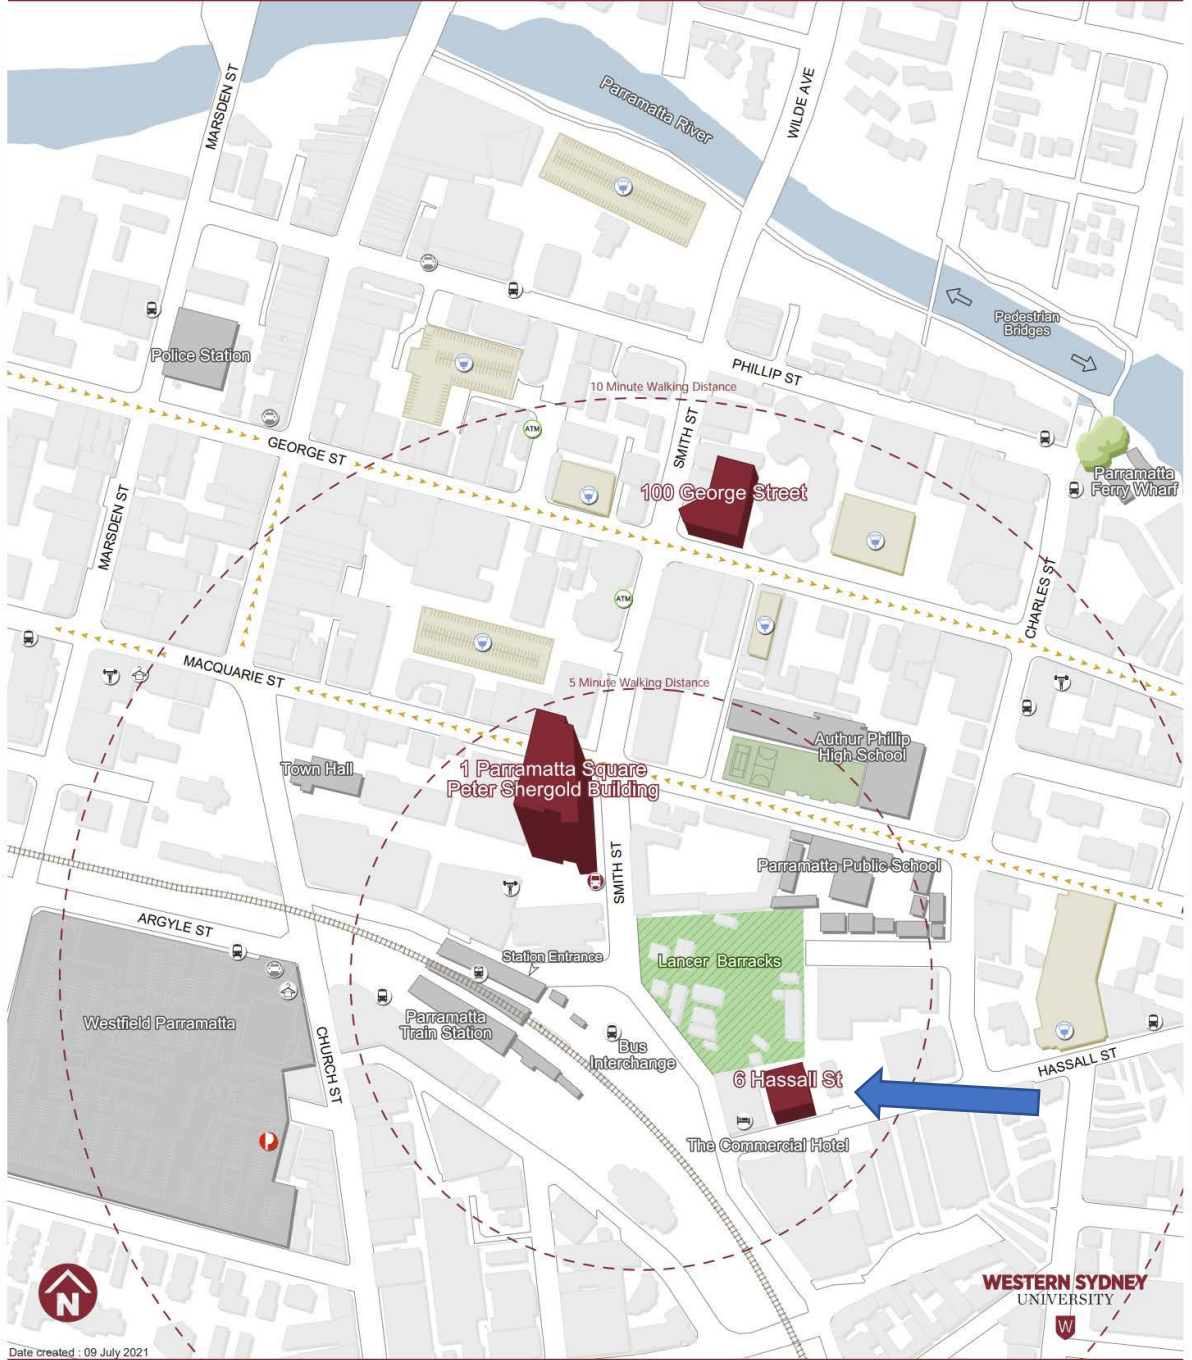 MARSDEN ST
WILDE AVE
Parramatta River
Pedestrian
Bridges
Police Station
PHILLIP ST
10 Minute Walking Distance
ATM
SMITH ST
GEORGE ST
100 George Street
Parramatta
Ferry Wharf
MARSDEN ST
CHARLES ST
ATM
MACQUARIE ST
5 Minute Walking Distance
Authur Phillip
High School
Town Hall
1 Parramatta Square
Peter Shergold Building
SMITH ST
Parramatta Public School
ARGYLE ST
Station Entrance
Lancer Barracks
Westfield Parramatta
Parramatta
Train Station
CHURCH ST
Bus
Interchange
HASSALL ST
6 Hassall St
P
The Commercial Hotel
N
WESTERN SYDNEY
UNIVERSITY
W
Date created : 09 July 2021